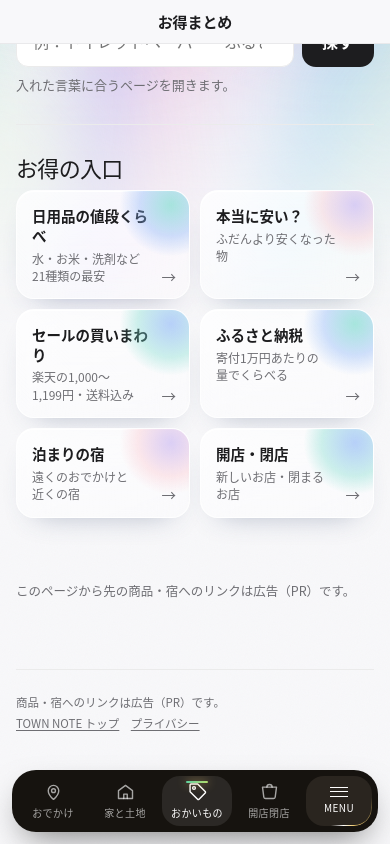 お得まとめ
探す
入れた言葉に合うページを開きます。
お得の入口
日用品の値段くら
べ
水・お米・洗剤など
21種類の最安
→
本当に安い？
ふだんより安くなった
物
→
セールの買いまわ
り
楽天の1,000〜
1,199円・送料込み
→
ふるさと納税
寄付1万円あたりの
量でくらべる
→
泊まりの宿
遠くのおでかけと
近くの宿
→
開店・閉店
新しいお店・閉まる
お店
→
このページから先の商品・宿へのリンクは広告（PR）です。
商品・宿へのリンクは広告（PR）です。
TOWN NOTE トップ プライバシー
おでかけ 家と土地 おかいもの 開店閉店 MENU